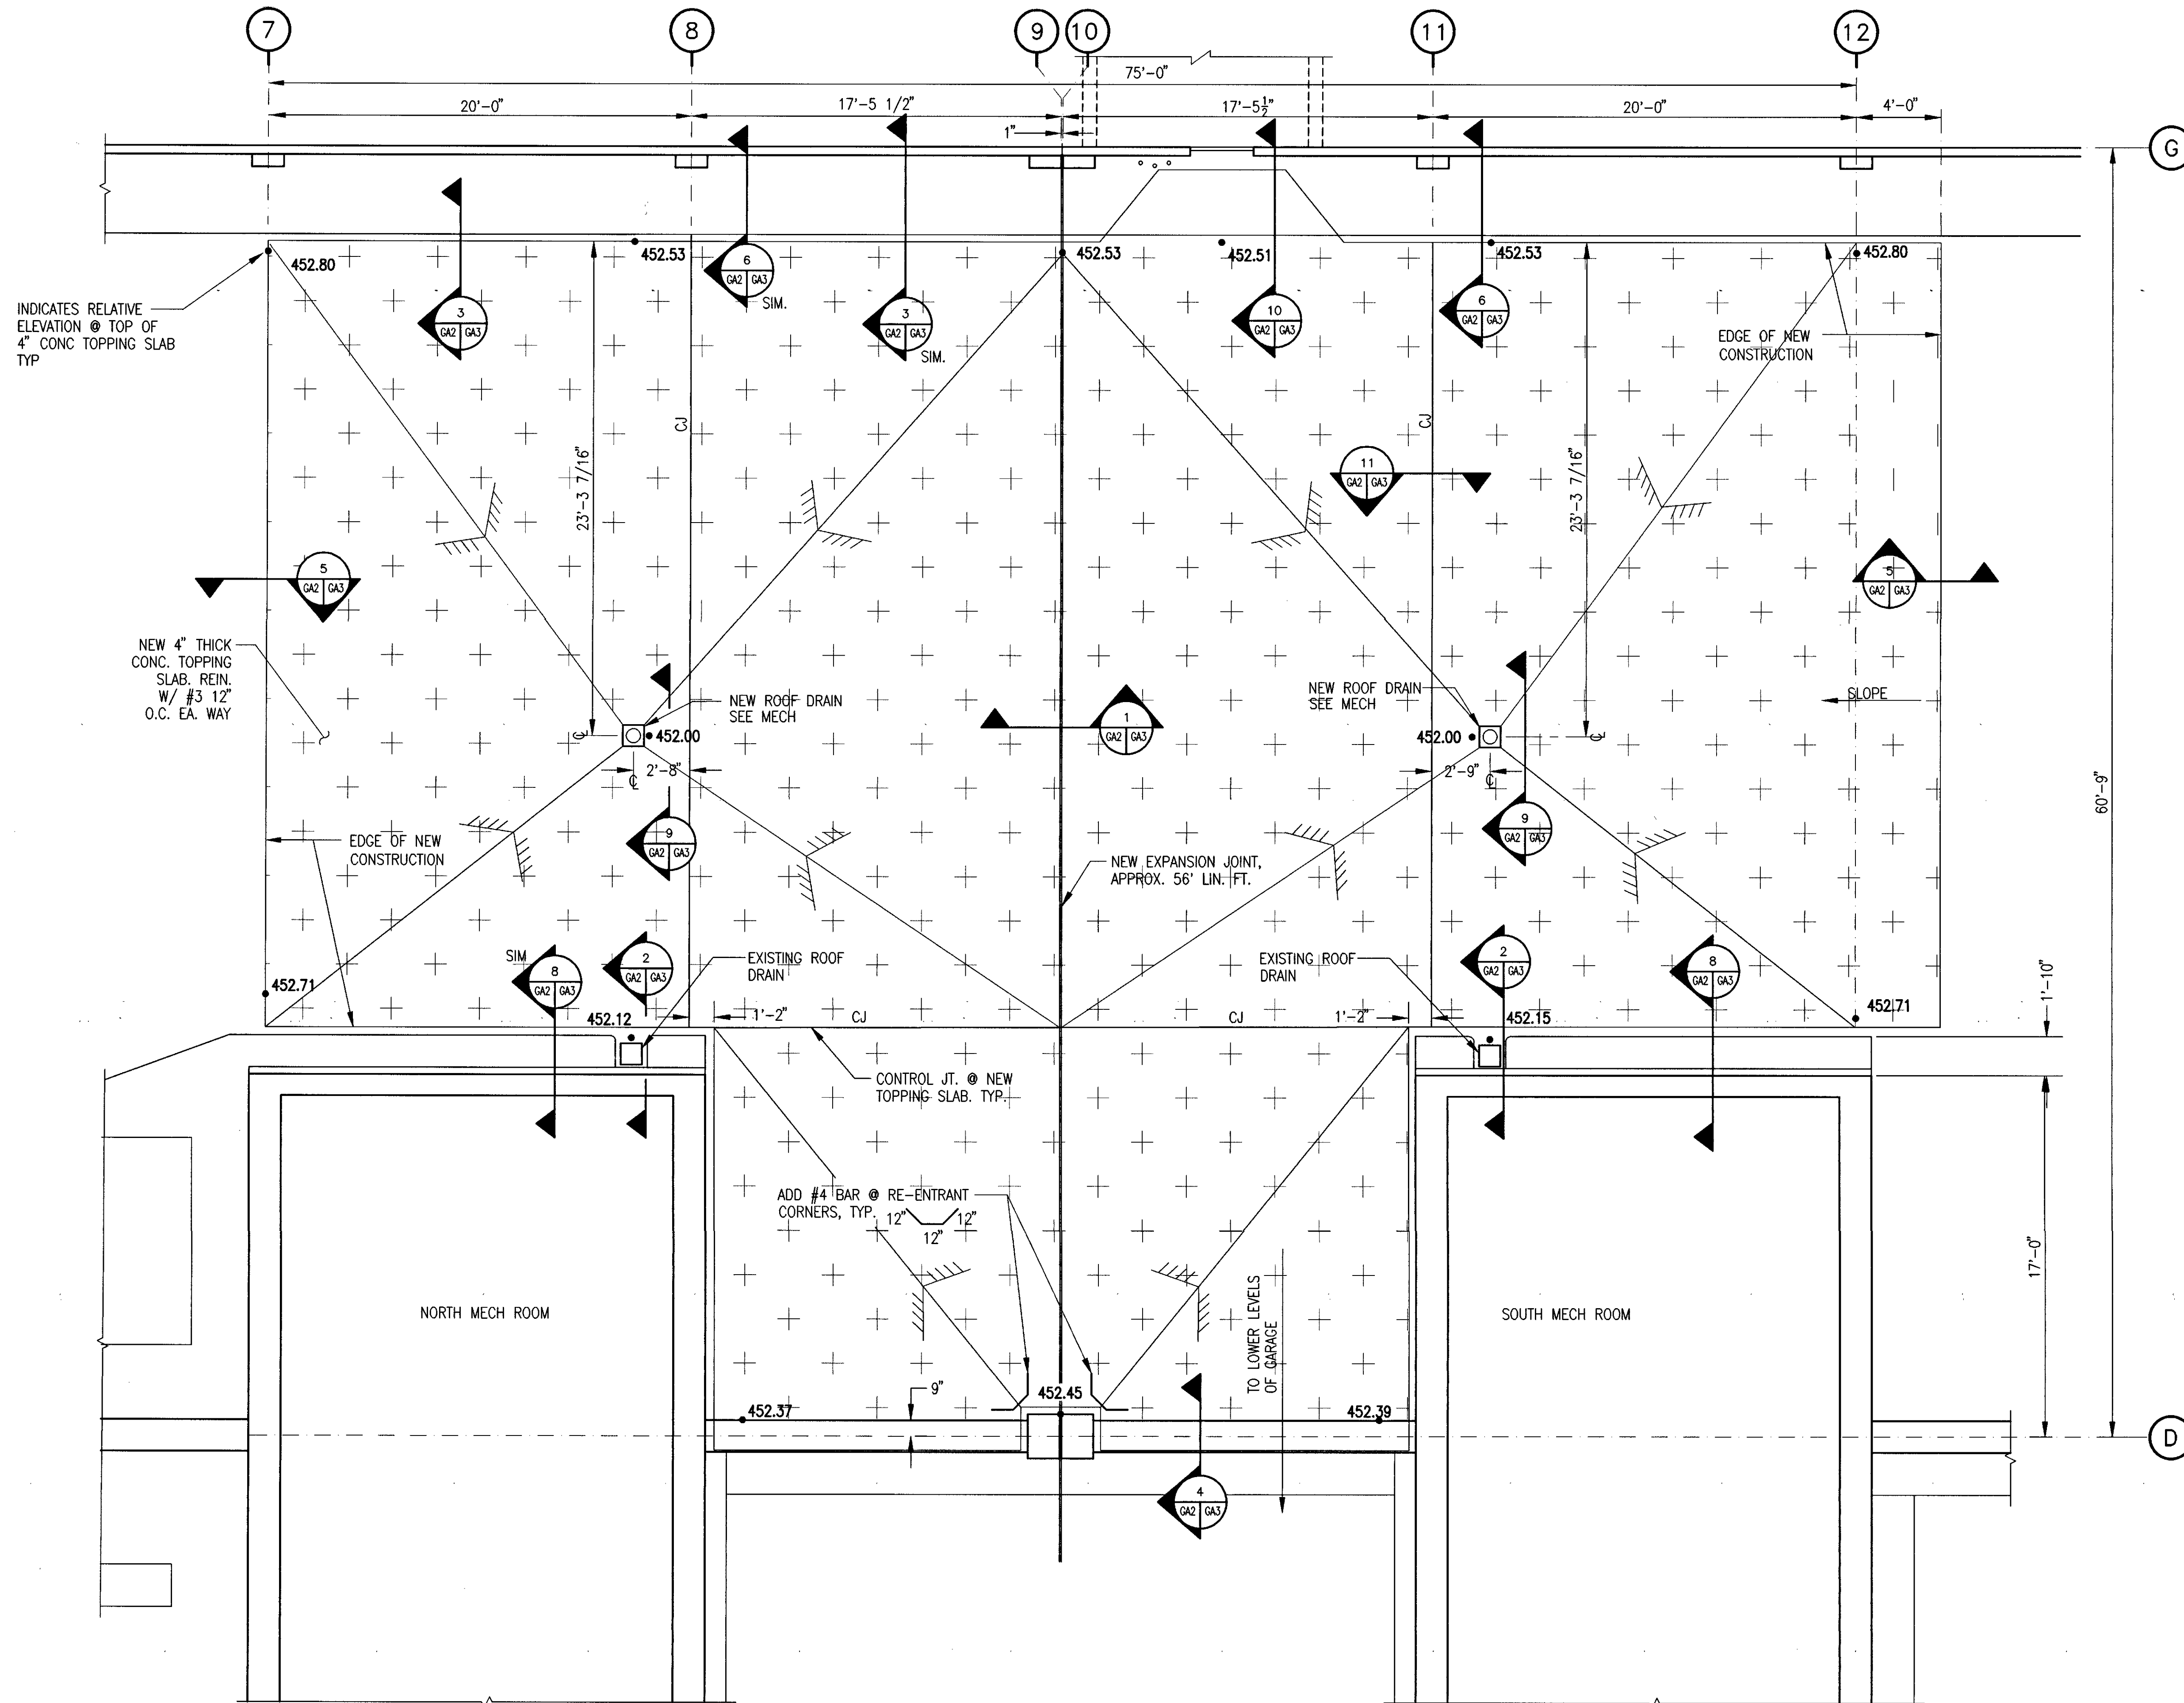 7
8
9
10
11
12
75'-0"
20'-0"
17'-5 1/2"
17'-5½"
20'-0"
4'-0"
1"
G
452.80
452.53
452.53
452.51
452.53
452.80
6
GA2 GA3
SIM.
3
GA2 GA3
3
GA2 GA3
SIM.
10
GA2 GA3
6
GA2 GA3
INDICATES RELATIVE
ELEVATION @ TOP OF
4" CONC TOPPING SLAB
TYP
EDGE OF NEW
CONSTRUCTION
CJ
CJ
23'-3 7/16"
23'-3 7/16"
11
GA2 GA3
5
GA2 GA3
5
GA2 GA3
NEW 4" THICK
CONC. TOPPING
SLAB. REIN.
W/ #3 12"
O.C. EA. WAY
NEW ROOF DRAIN
SEE MECH
NEW ROOF DRAIN
SEE MECH
SLOPE
1
GA2 GA3
452.00
452.00
2'-8"
2'-9"
60'-9"
9
GA2 GA3
9
GA2 GA3
EDGE OF NEW
CONSTRUCTION
NEW EXPANSION JOINT,
APPROX. 56' LIN. FT.
SIM
8
GA2 GA3
2
GA2 GA3
EXISTING ROOF
DRAIN
EXISTING ROOF
DRAIN
2
GA2 GA3
8
GA2 GA3
452.71
452.12
1'-2"
CJ
CJ
1'-2"
452.15
452.71
1'-10"
CONTROL JT. @ NEW
TOPPING SLAB. TYP.
ADD #4 BAR @ RE-ENTRANT
CORNERS, TYP.
12"
12"
12"
NORTH MECH ROOM
SOUTH MECH ROOM
TO LOWER LEVELS
OF GARAGE
17'-0"
9"
452.45
452.37
452.39
D
4
GA2 GA3